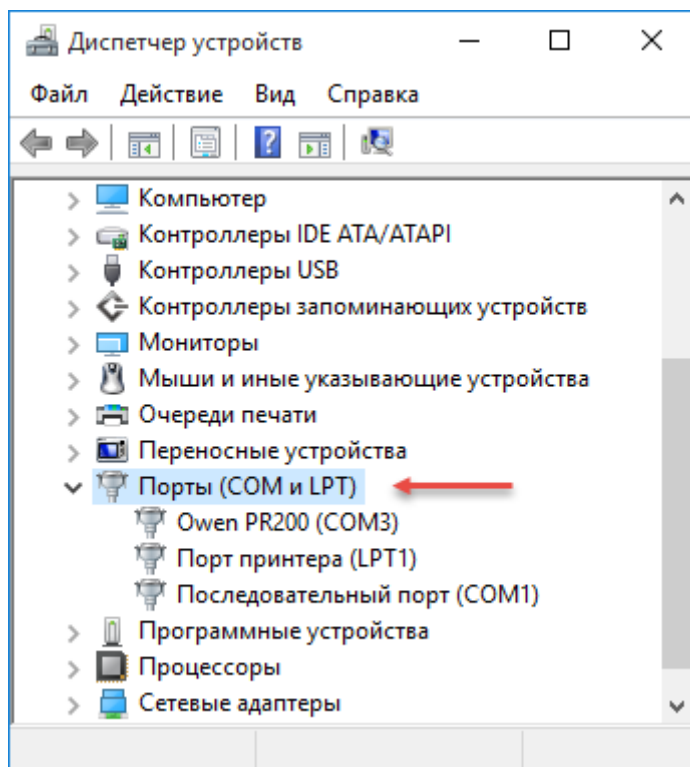 Диспетчер устройств
Файл Действие Вид Справка
Компьютер
Контроллеры IDE ATA/ATAPI
Контроллеры USB
Контроллеры запоминающих устройств
Мониторы
Мыши и иные указывающие устройства
Очереди печати
Переносные устройства
Порты (COM и LPT)
Owen PR200 (COM3)
Порт принтера (LPT1)
Последовательный порт (COM1)
Программные устройства
Процессоры
Сетевые адаптеры